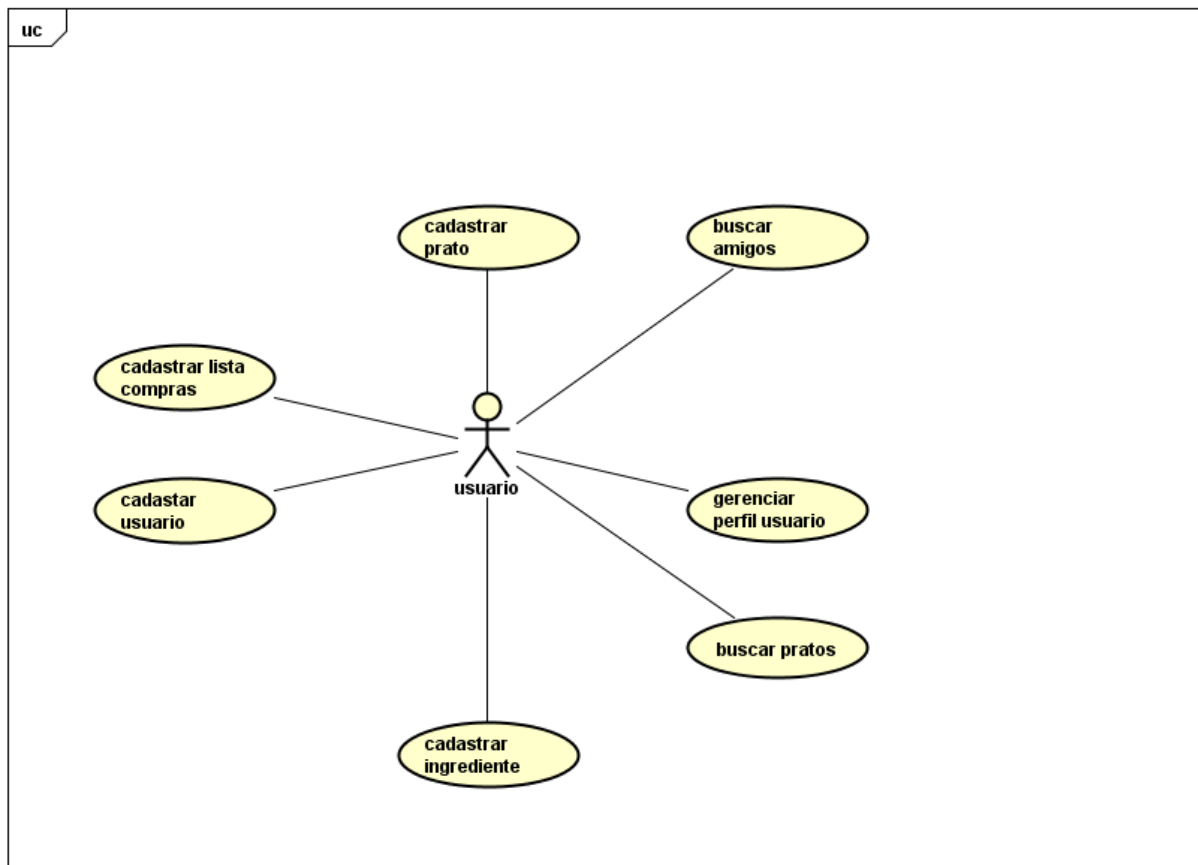 uc
cadastrar
prato
buscar
amigos
cadastrar lista
compras
usuario
cadastar
usuario
gerenciar
perfil usuario
buscar pratos
cadastrar
ingrediente